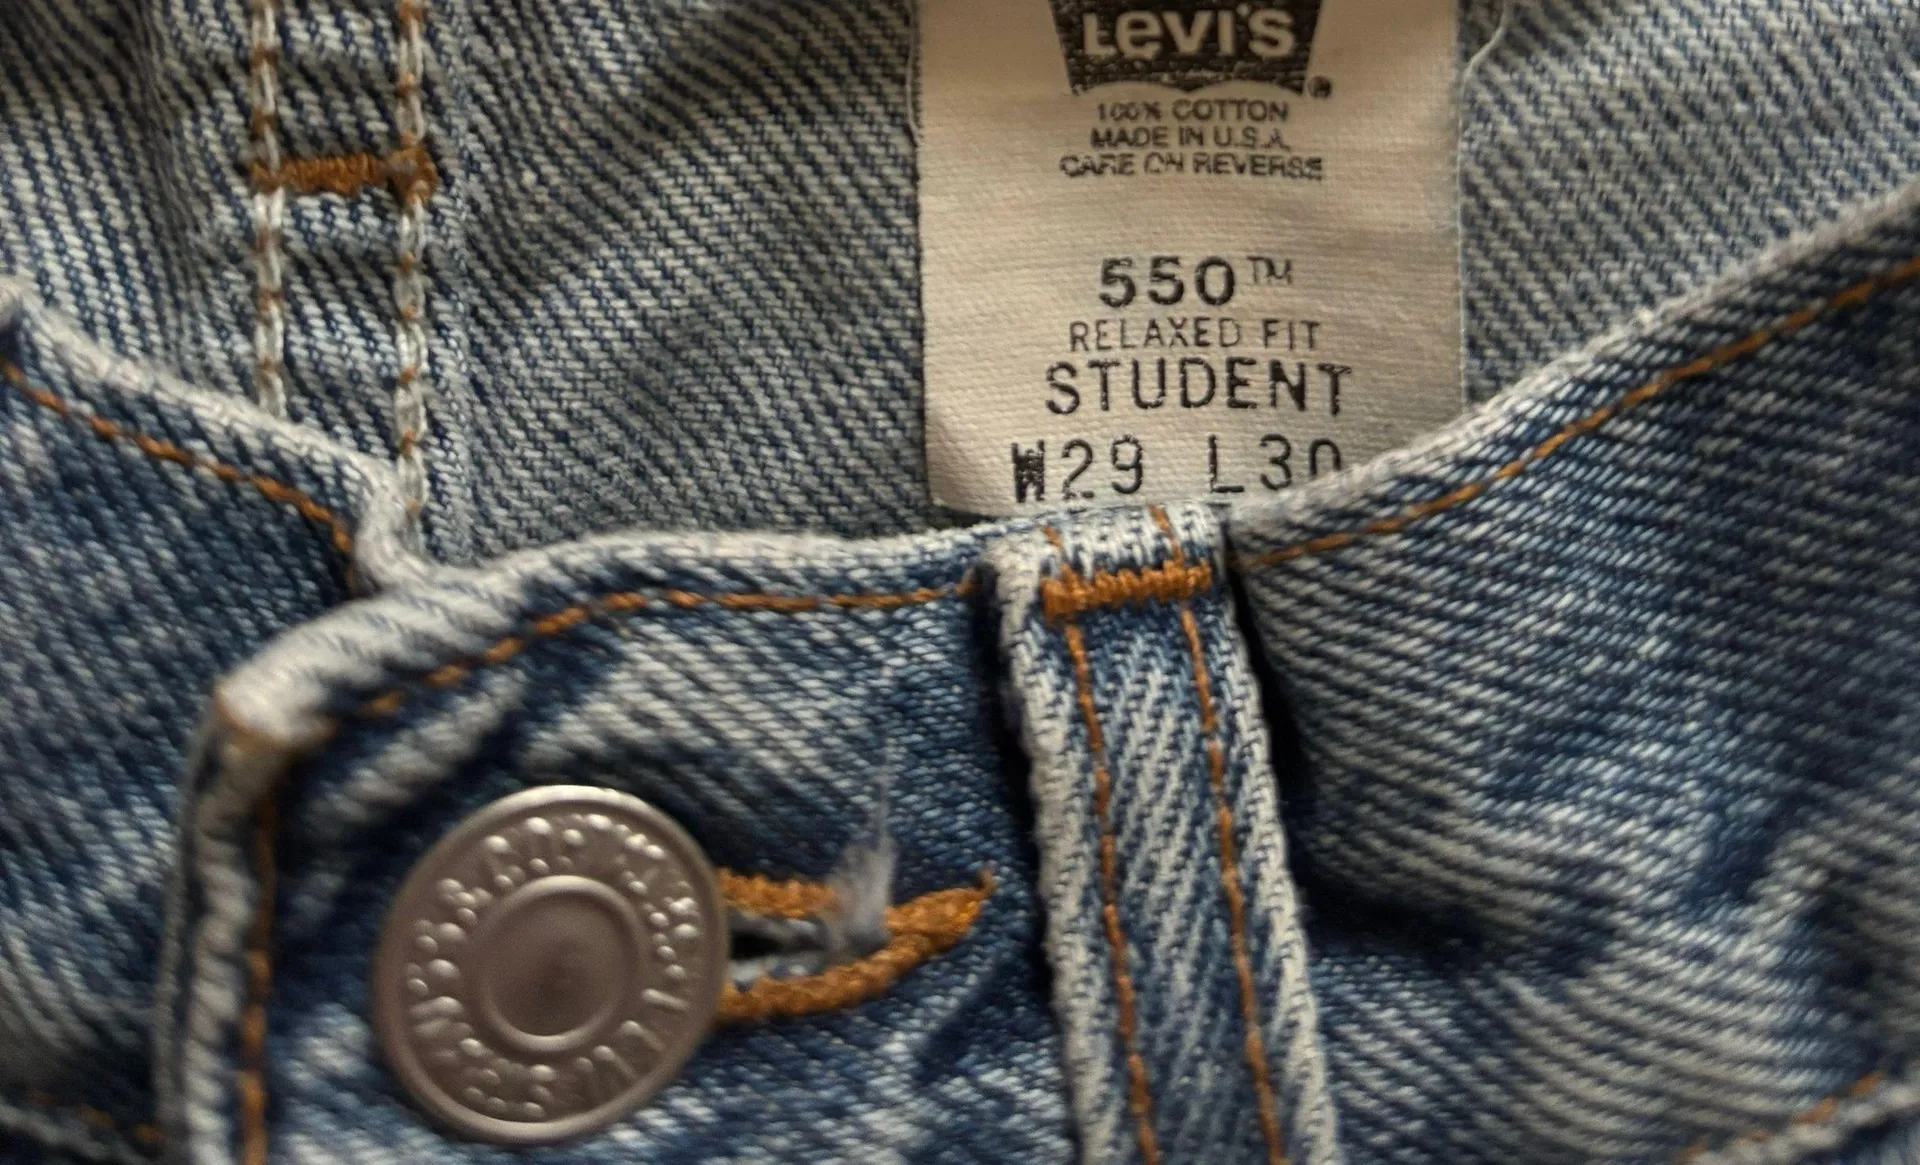 LEVI'S®
100% COTTON
MADE IN U.S.A.
CARE ON REVERSE
550™
RELAXED FIT
STUDENT
W29 L30